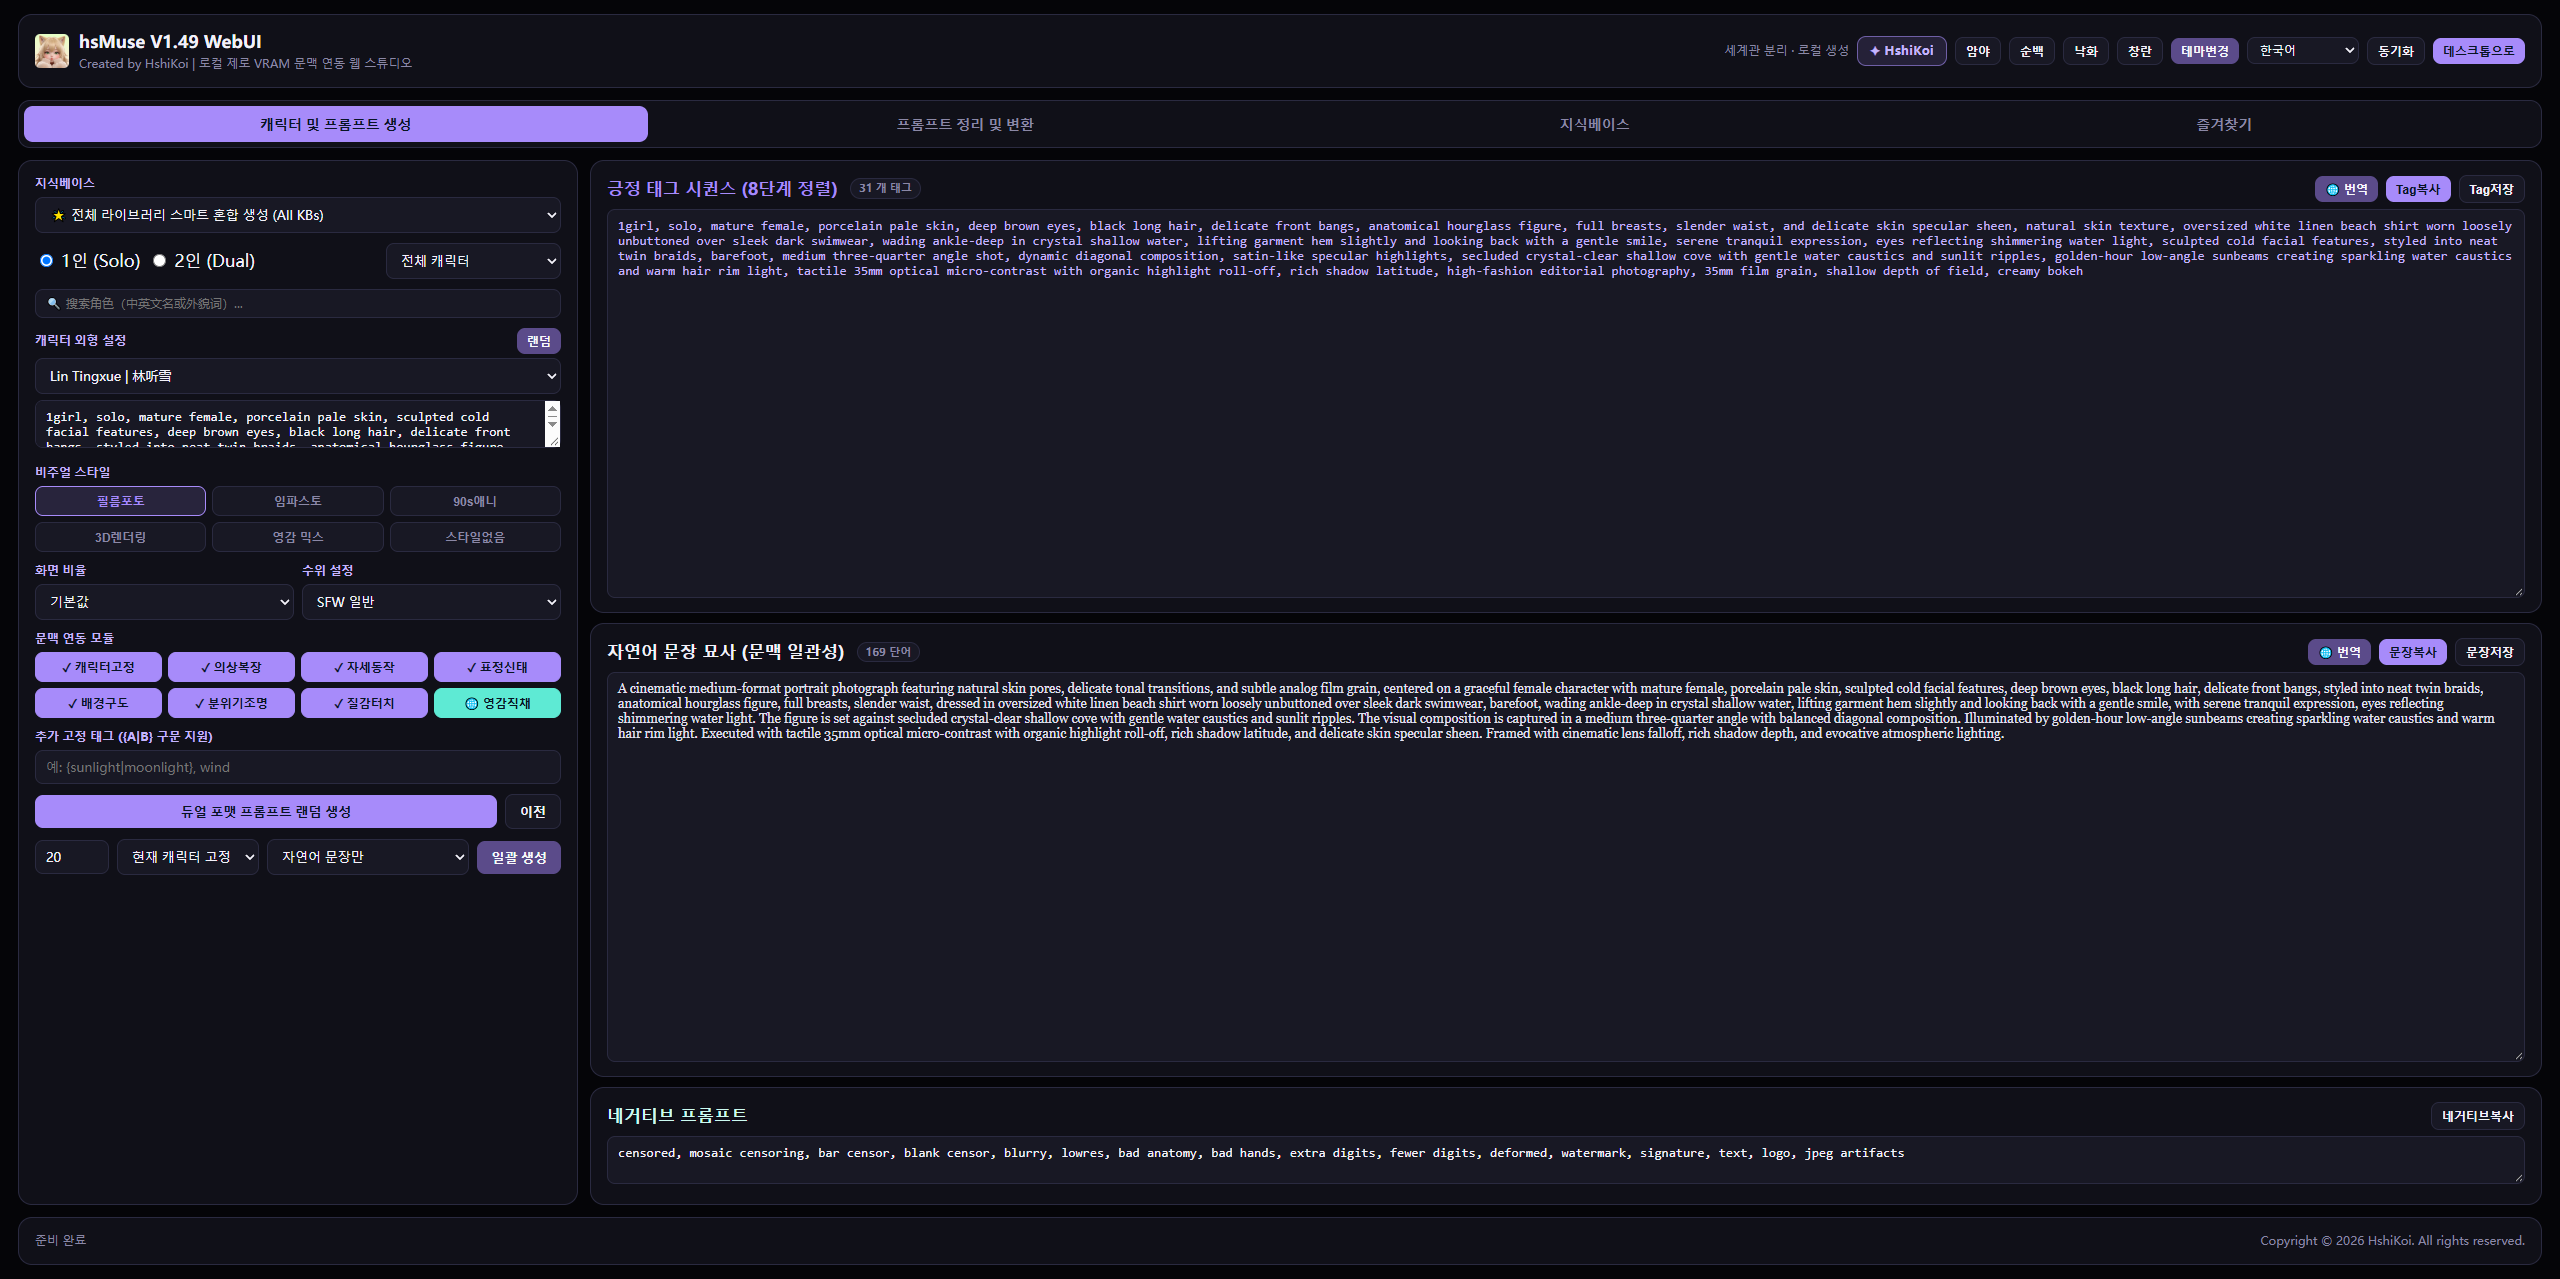 hsMuse V1.49 WebUI
Created by HshiKoi | 로컬 제로 VRAM 문맥 연동 웹 스튜디오
세계관 분리 · 로컬 생성
✦ HshiKoi
암야
순백
낙화
창란
테마변경
한국어
동기화
데스크톱으로
캐릭터 및 프롬프트 생성
프롬프트 정리 및 변환
지식베이스
즐겨찾기
지식베이스
★ 전체 라이브러리 스마트 혼합 생성 (All KBs)
1인 (Solo)
2인 (Dual)
전체 캐릭터
🔍 搜索角色（中英文名或外貌词）...
캐릭터 외형 설정
랜덤
Lin Tingxue | 林听雪
1girl, solo, mature female, porcelain pale skin, sculpted cold
facial features, deep brown eyes, black long hair, delicate front
bangs, styled into neat twin braids, anatomical hourglass figure,
비주얼 스타일
필름포토
임파스토
90s애니
3D렌더링
영감 믹스
스타일없음
화면 비율
수위 설정
기본값
SFW 일반
문맥 연동 모듈
✓ 캐릭터고정
✓ 의상복장
✓ 자세동작
✓ 표정신태
✓ 배경구도
✓ 분위기조명
✓ 질감터치
🌐 영감직채
추가 고정 태그 ({A|B} 구문 지원)
예: {sunlight|moonlight}, wind
듀얼 포맷 프롬프트 랜덤 생성
이전
20
현재 캐릭터 고정
자연어 문장만
일괄 생성
긍정 태그 시퀀스 (8단계 정렬)
31 개 태그
🌐 번역
Tag복사
Tag저장
1girl, solo, mature female, porcelain pale skin, deep brown eyes, black long hair, delicate front bangs, anatomical hourglass figure, full breasts, slender waist, and delicate skin specular sheen, natural skin texture, oversized white linen beach shirt worn loosely
unbuttoned over sleek dark swimwear, wading ankle-deep in crystal shallow water, lifting garment hem slightly and looking back with a gentle smile, serene tranquil expression, eyes reflecting shimmering water light, sculpted cold facial features, styled into neat
twin braids, barefoot, medium three-quarter angle shot, dynamic diagonal composition, satin-like specular highlights, secluded crystal-clear shallow cove with gentle water caustics and sunlit ripples, golden-hour low-angle sunbeams creating sparkling water caustics
and warm hair rim light, tactile 35mm optical micro-contrast with organic highlight roll-off, rich shadow latitude, high-fashion editorial photography, 35mm film grain, shallow depth of field, creamy bokeh
자연어 문장 묘사 (문맥 일관성)
169 단어
🌐 번역
문장복사
문장저장
A cinematic medium-format portrait photograph featuring natural skin pores, delicate tonal transitions, and subtle analog film grain, centered on a graceful female character with mature female, porcelain pale skin, sculpted cold facial features, deep brown eyes, black long hair, delicate front bangs, styled into neat twin braids,
anatomical hourglass figure, full breasts, slender waist, dressed in oversized white linen beach shirt worn loosely unbuttoned over sleek dark swimwear, barefoot, wading ankle-deep in crystal shallow water, lifting garment hem slightly and looking back with a gentle smile, with serene tranquil expression, eyes reflecting
shimmering water light. The figure is set against secluded crystal-clear shallow cove with gentle water caustics and sunlit ripples. The visual composition is captured in a medium three-quarter angle with balanced diagonal composition. Illuminated by golden-hour low-angle sunbeams creating sparkling water caustics and warm
hair rim light. Executed with tactile 35mm optical micro-contrast with organic highlight roll-off, rich shadow latitude, and delicate skin specular sheen. Framed with cinematic lens falloff, rich shadow depth, and evocative atmospheric lighting.
네거티브 프롬프트
네거티브복사
censored, mosaic censoring, bar censor, blank censor, blurry, lowres, bad anatomy, bad hands, extra digits, fewer digits, deformed, watermark, signature, text, logo, jpeg artifacts
준비 완료
Copyright © 2026 HshiKoi. All rights reserved.